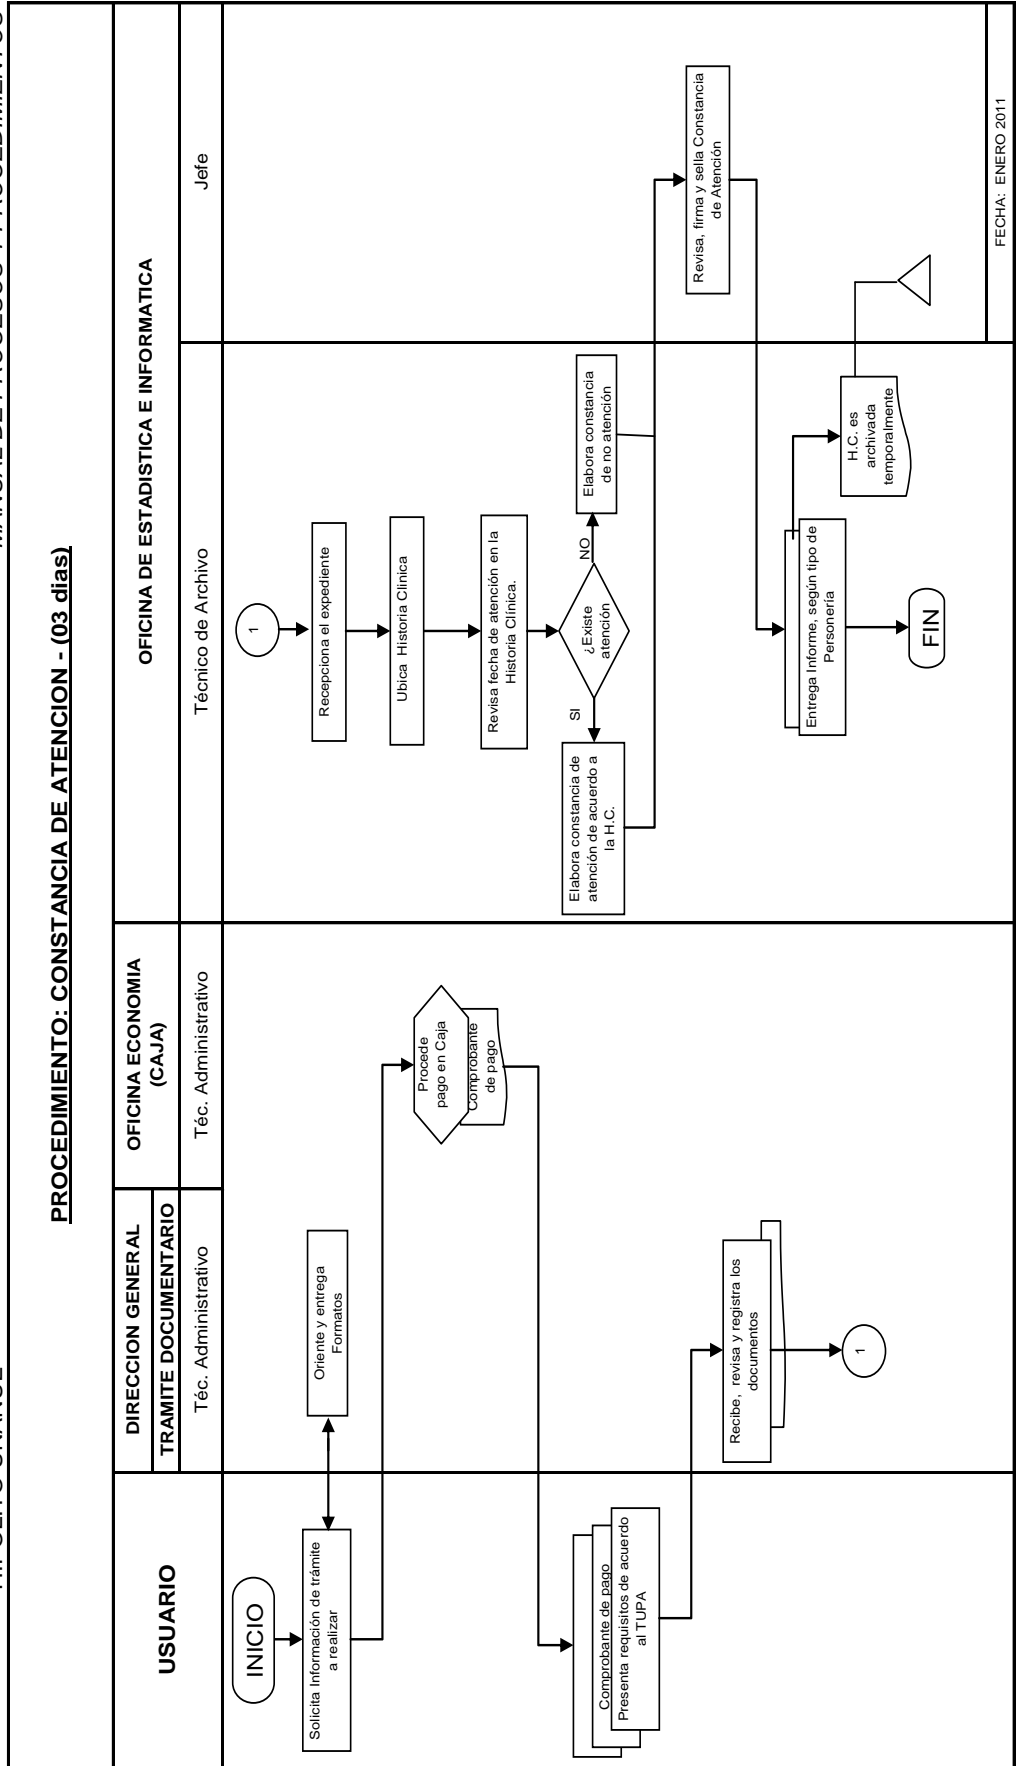 MANUAL DE PROCESOS Y PROCEDIMIENTOS
PROCEDIMIENTO: CONSTANCIA DE ATENCION - (03 dias)
USUARIO
DIRECCION GENERAL
TRAMITE DOCUMENTARIO
Téc. Administrativo
OFICINA ECONOMIA
(CAJA)
Téc. Administrativo
OFICINA DE ESTADISTICA E INFORMATICA
Técnico de Archivo
Jefe
INICIO
Solicita Información de trámite
a realizar
Oriente y entrega
Formatos
Procede
pago en Caja
Comprobante
de pago
Comprobante de pago
Presenta requisitos de acuerdo
al TUPA
Recibe, revisa y registra los
documentos
1
1
Recepciona el expediente
Ubica Historia Clinica
Revisa fecha de atención en la
Historia Clínica.
¿Existe
atención
SI
NO
Elabora constancia de
atención de acuerdo a
la H.C.
Elabora constancia
de no atención
Revisa, firma y sella Constancia
de Atención
Entrega Informe, según tipo de
Personería
H.C. es
archivada
temporalmente
FIN
FECHA: ENERO 2011